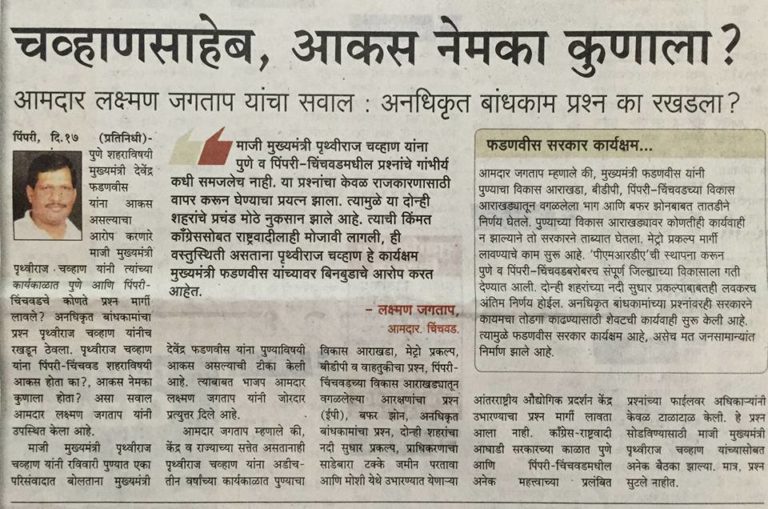 चव्हाणसाहेब, आकस नेमका कुणाला?
आमदार लक्ष्मण जगताप यांचा सवाल : अनधिकृत बांधकाम प्रश्न का रखडला?
पिंपरी, दि.१७ (प्रतिनिधी)-
पुणे शहराविषयी
मुख्यमंत्री देवेंद्र
फडणवीस
यांना आकस
असल्याचा
आरोप करणारे
माजी मुख्यमंत्री
पृथ्वीराज चव्हाण यांनी त्यांच्या
कार्यकाळात पुणे आणि पिंपरी-
चिंचवडचे कोणते प्रश्न मार्गी
लावले? अनधिकृत बांधकामांचा
प्रश्न पृथ्वीराज चव्हाण यांनीच
रखडून ठेवला. पृथ्वीराज चव्हाण
यांना पिंपरी-चिंचवड शहराविषयी
आकस होता का?, आकस नेमका
कुणाला होता? असा सवाल
आमदार लक्ष्मण जगताप यांनी
उपस्थित केला आहे.
माजी मुख्यमंत्री पृथ्वीराज
चव्हाण यांनी रविवारी पुण्यात एका
परिसंवादात बोलताना मुख्यमंत्री
माजी मुख्यमंत्री पृथ्वीराज चव्हाण यांना
पुणे व पिंपरी-चिंचवडमधील प्रश्नांचे गांभीर्य
कधी समजलेच नाही. या प्रश्नांचा केवळ राजकारणासाठी
वापर करून घेण्याचा प्रयत्न झाला. त्यामुळे या दोन्ही
शहरांचे प्रचंड मोठे नुकसान झाले आहे. त्याची किंमत
काँग्रेससोबत राष्ट्रवादीलाही मोजावी लागली, ही
वस्तुस्थिती असताना पृथ्वीराज चव्हाण हे कार्यक्षम
मुख्यमंत्री फडणवीस यांच्यावर बिनबुडाचे आरोप करत
आहेत.
– लक्ष्मण जगताप,
आमदार. चिंचवड.
देवेंद्र फडणवीस यांना पुण्याविषयी
आकस असल्याची टीका केली
आहे. त्याबाबत भाजप आमदार
लक्ष्मण जगताप यांनी जोरदार
प्रत्युत्तर दिले आहे.
आमदार जगताप म्हणाले की,
केंद्र व राज्याच्या सत्तेत असतानाही
पृथ्वीराज चव्हाण यांना अडीच-
तीन वर्षांच्या कार्यकाळात पुण्याचा
विकास आराखडा, मेट्रो प्रकल्प,
बीडीपी व वाहतुकीचा प्रश्न, पिंपरी-
चिंचवडच्या विकास आराखड्यातून
वगळलेल्या आरक्षणांचा प्रश्न
(ईपी), बफर झोन, अनधिकृत
बांधकामांचा प्रश्न, दोन्ही शहरांचा
नदी सुधार प्रकल्प, प्राधिकरणाचा
साडेबारा टक्के जमीन परतावा
आणि मोशी येथे उभारण्यात येणाऱ्या
फडणवीस सरकार कार्यक्षम...
आमदार जगताप म्हणाले की, मुख्यमंत्री फडणवीस यांनी
पुण्याचा विकास आराखडा, बीडीपी, पिंपरी-चिंचवडच्या विकास
आराखड्यातून वगळलेला भाग आणि बफर झोनबाबत तातडीने
निर्णय घेतले. पुण्याच्या विकास आराखड्यावर कोणतीही कार्यवाही
न झाल्याने तो सरकारने ताब्यात घेतला. मेट्रो प्रकल्प मार्गी
लावण्याचे काम सुरू आहे. 'पीएमआरडीए'ची स्थापना करून
पुणे व पिंपरी-चिंचवडबरोबरच संपूर्ण जिल्ह्याच्या विकासाला गती
देण्यात आली. दोन्ही शहरांच्या नदी सुधार प्रकल्पाबाबतही लवकरच
अंतिम निर्णय होईल. अनधिकृत बांधकामांच्या प्रश्नांवरही सरकारने
कायमचा तोडगा काढण्यासाठी शेवटची कार्यवाही सुरू केली आहे.
त्यामुळे फडणवीस सरकार कार्यक्षम आहे, असेच मत जनसामान्यांत
निर्माण झाले आहे.
आंतरराष्ट्रीय औद्योगिक प्रदर्शन केंद्र
उभारण्याचा प्रश्न मार्गी लावता
आला नाही. काँग्रेस-राष्ट्रवादी
आघाडी सरकारच्या काळात पुणे
आणि पिंपरी-चिंचवडमधील
अनेक महत्त्वाच्या प्रलंबित
प्रश्नांच्या फाईलवर अधिकाऱ्यांनी
केवळ टाळाटाळ केली. हे प्रश्न
सोडविण्यासाठी माजी मुख्यमंत्री
पृथ्वीराज चव्हाण यांच्यासोबत
अनेक बैठका झाल्या. मात्र, प्रश्न
सुटले नाहीत.